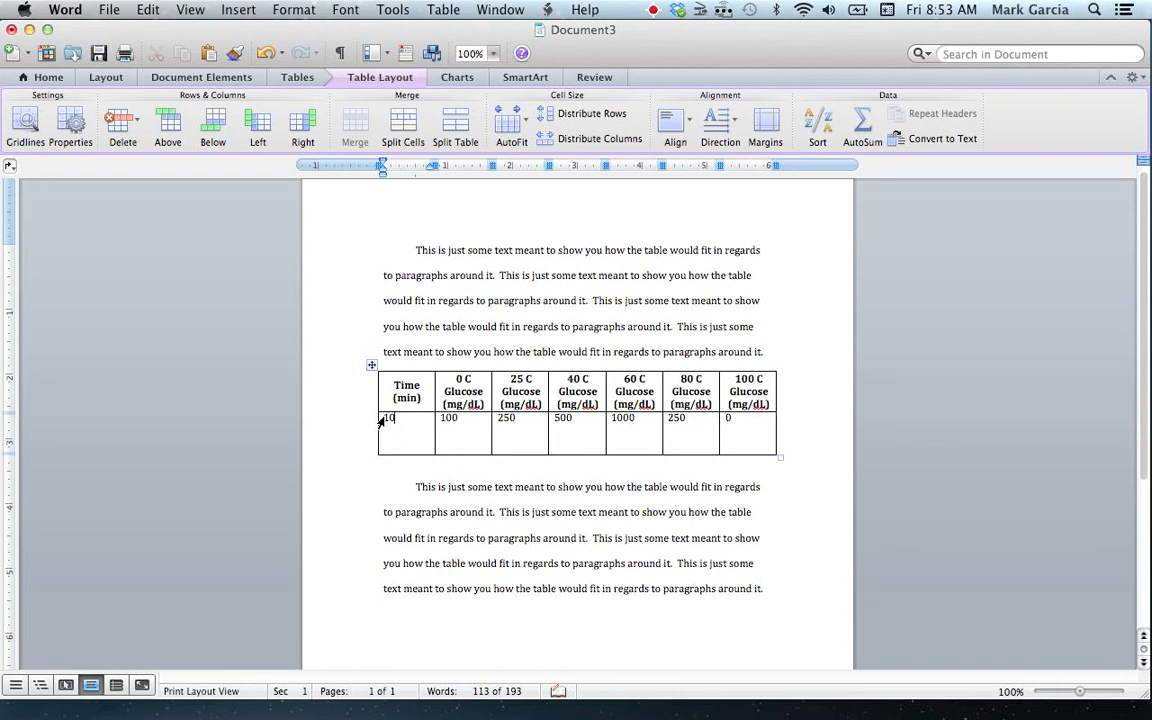 Word File Edit View Insert Format Font Tools Table Window Help Fri 8:53 AM Mark Garcia
Document3
100% Search in Document
Home Layout Document Elements Tables Table Layout Charts SmartArt Review
Settings Rows & Columns Merge Cell Size Alignment Data
Distribute Rows Repeat Headers
Distribute Columns Convert to Text
Gridlines Properties Delete Above Below Left Right Merge Split Cells Split Table AutoFit Align Direction Margins Sort AutoSum
1 1 2 3 4 5 6
This is just some text meant to show you how the table would fit in regards
to paragraphs around it. This is just some text meant to show you how the table
would fit in regards to paragraphs around it. This is just some text meant to show
you how the table would fit in regards to paragraphs around it. This is just some
text meant to show you how the table would fit in regards to paragraphs around it.
0 C 25 C 40 C 60 C 80 C 100 C
Time Glucose Glucose Glucose Glucose Glucose Glucose
(min) (mg/dL) (mg/dL) (mg/dL) (mg/dL) (mg/dL) (mg/dL)
10 100 250 500 1000 250 0
This is just some text meant to show you how the table would fit in regards
to paragraphs around it. This is just some text meant to show you how the table
would fit in regards to paragraphs around it. This is just some text meant to show
you how the table would fit in regards to paragraphs around it. This is just some
text meant to show you how the table would fit in regards to paragraphs around it.
Print Layout View Sec 1 Pages: 1 of 1 Words: 113 of 193 100%